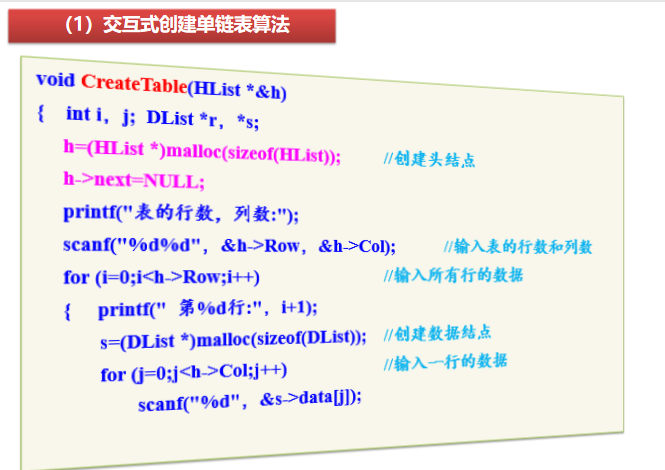 （1）交互式创建单链表算法
void CreateTable(HList *&h)
{ int i，j; DList *r，*s;
h=(HList *)malloc(sizeof(HList)); //创建头结点
h->next=NULL;
printf("表的行数，列数:");
scanf("%d%d"，&h->Row，&h->Col); //输入表的行数和列数
for (i=0;i<h->Row;i++) //输入所有行的数据
{ printf(" 第%d行:"，i+1);
s=(DList *)malloc(sizeof(DList)); //创建数据结点
for (j=0;j<h->Col;j++) //输入一行的数据
scanf("%d"，&s->data[j]);